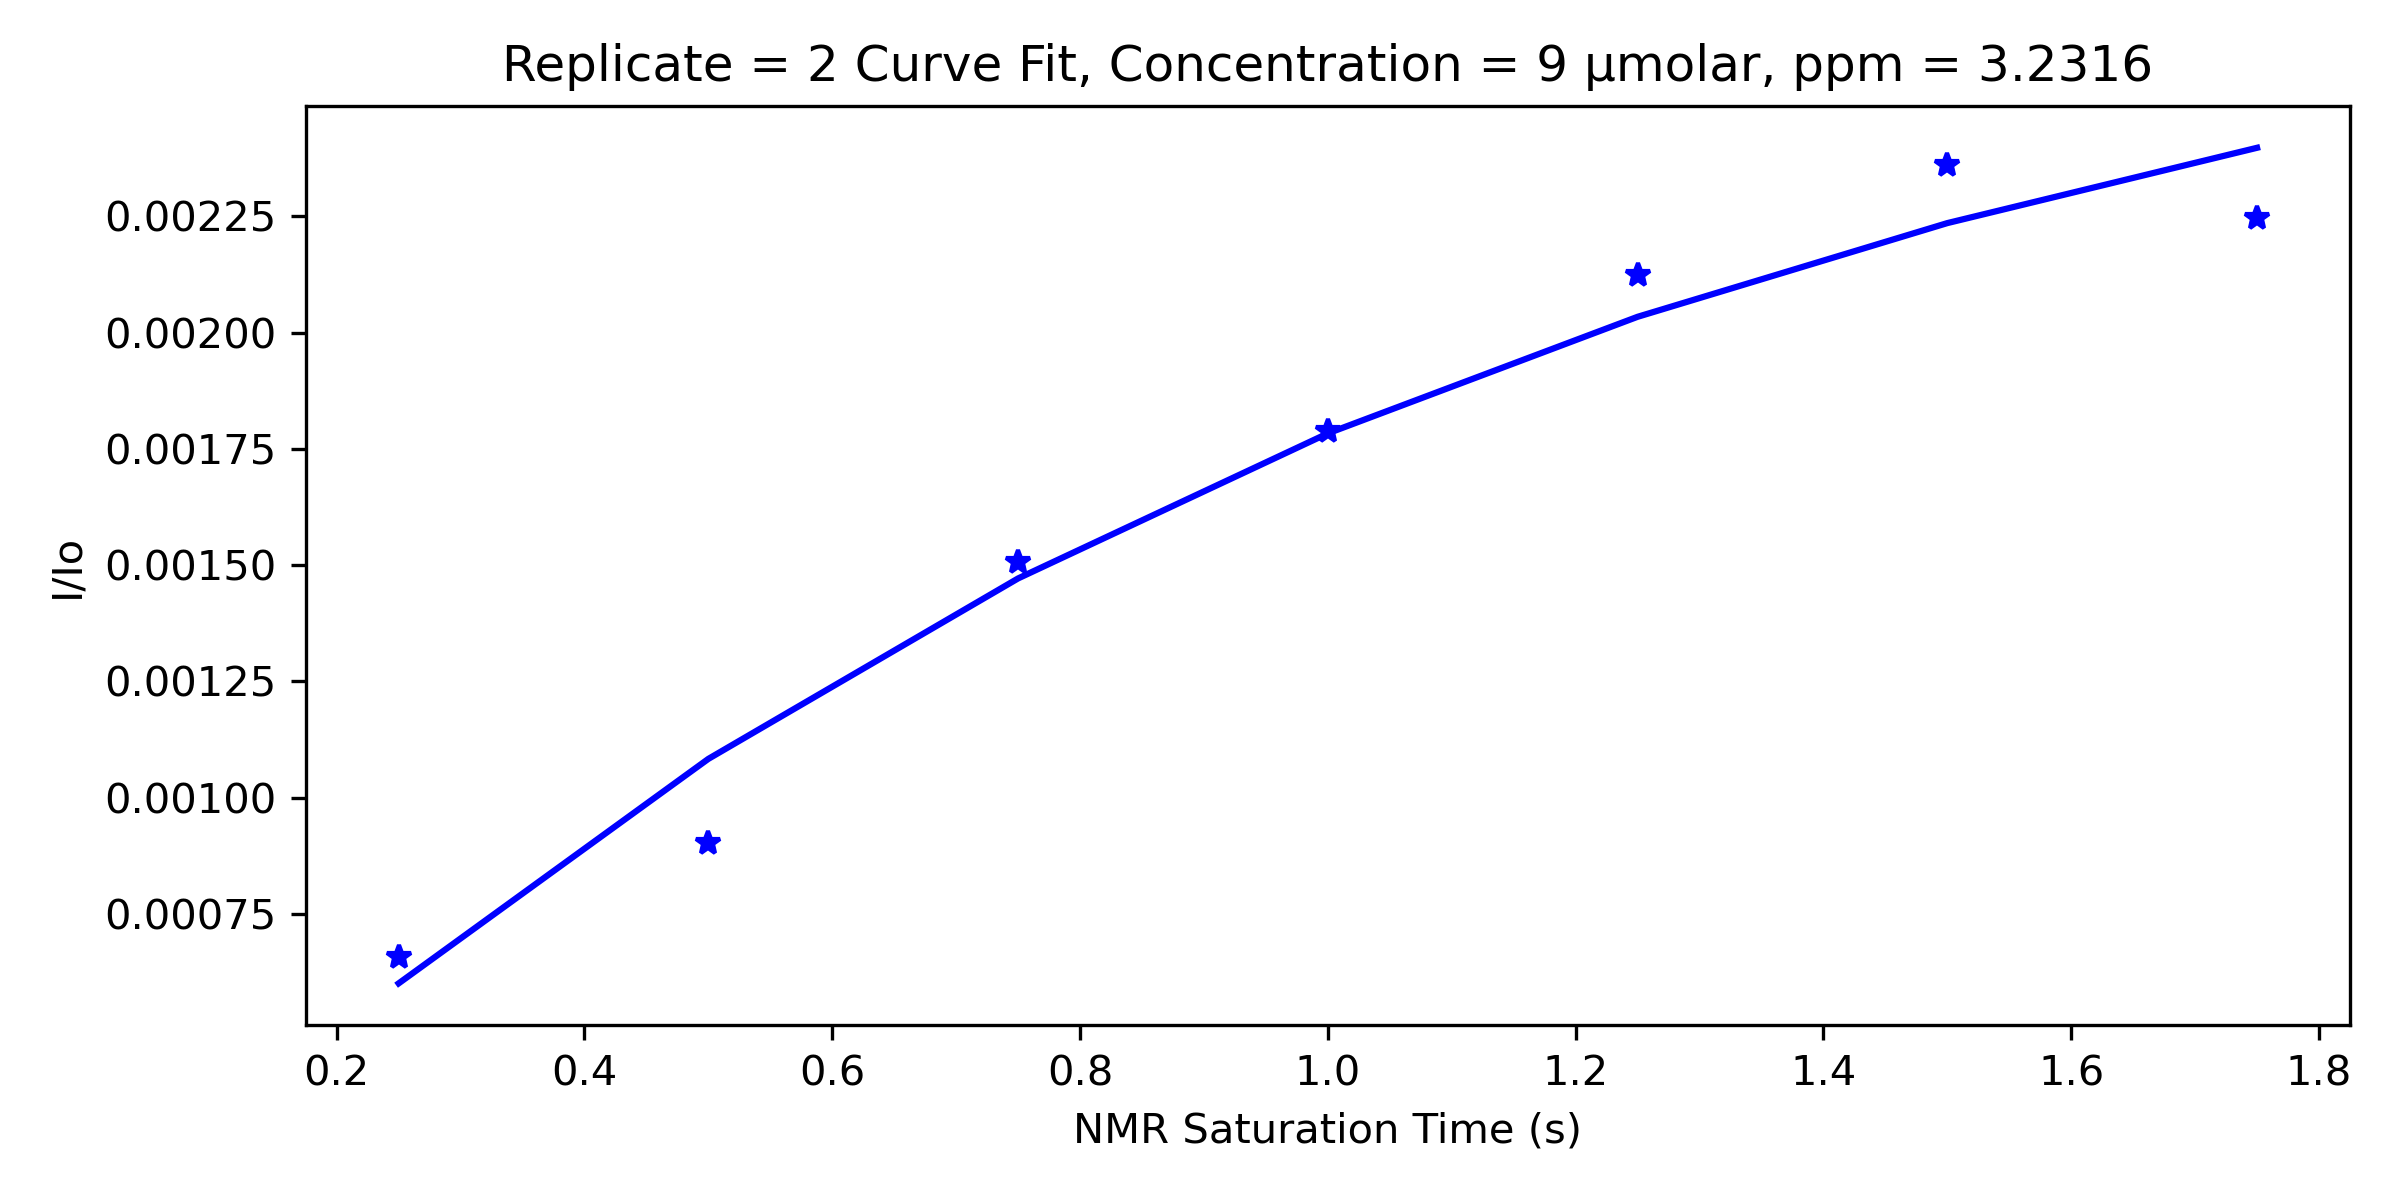 Replicate = 2 Curve Fit, Concentration = 9 µmolar, ppm = 3.2316
I/Io
0.00225
0.00200
0.00175
0.00150
0.00125
0.00100
0.00075
0.2 0.4 0.6 0.8 1.0 1.2 1.4 1.6 1.8
NMR Saturation Time (s)